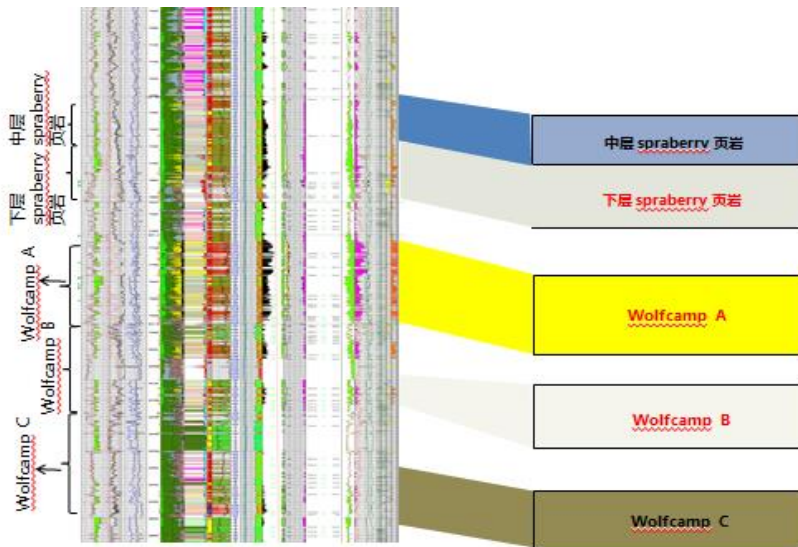 中层
spraberry
页岩
下层
spraberry
页岩
Wolfcamp A
Wolfcamp B
Wolfcamp C
中层 spraberry 页岩
下层 spraberry 页岩
Wolfcamp A
Wolfcamp B
Wolfcamp C